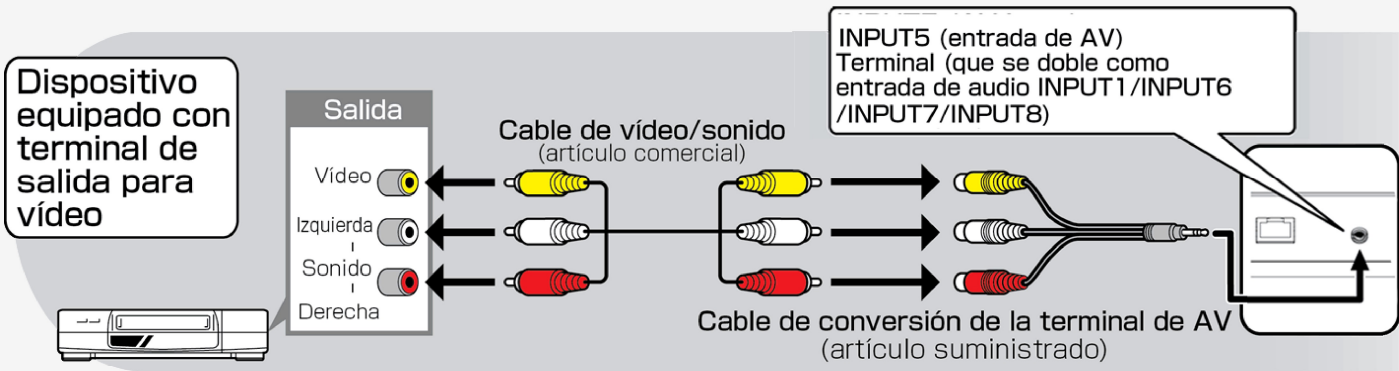 Dispositivo
equipado con
terminal de
salida para
vídeo
Salida
Vídeo
Izquierda
Sonido
Derecha
Cable de vídeo/sonido
(artículo comercial)
INPUT5 (entrada de AV)
Terminal (que se doble como
entrada de audio INPUT1/INPUT6
/INPUT7/INPUT8)
Cable de conversión de la terminal de AV
(artículo suministrado)